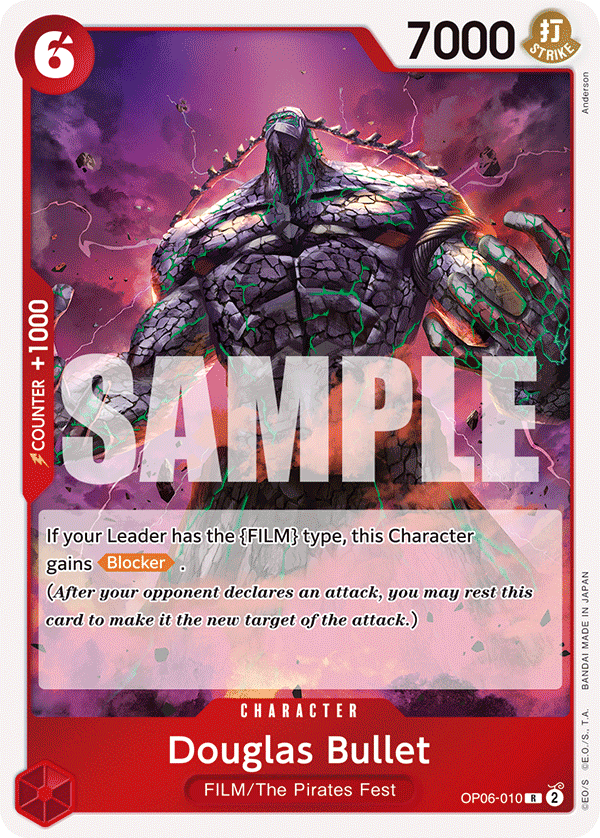 6
7000
打
STRIKE
Anderson
COUNTER +1000
SAMPLE
If your Leader has the {FILM} type, this Character
gains Blocker .
(After your opponent declares an attack, you may rest this
card to make it the new target of the attack.)
CHARACTER
Douglas Bullet
FILM/The Pirates Fest
OP06-010 R 2
©EO/S ©E.O./S., T.A. BANDAI MADE IN JAPAN